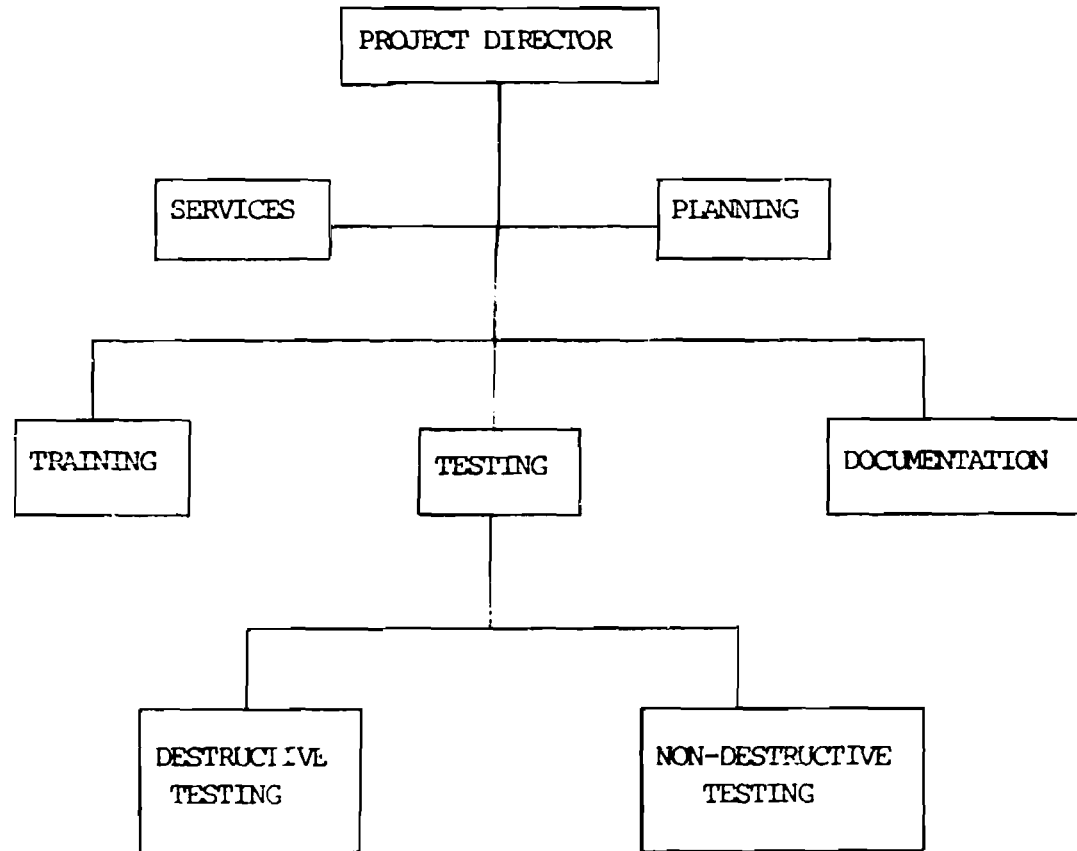 PROJECT DIRECTOR
SERVICES
PLANNING
TRAINING
TESTING
DOCUMENTATION
DESTRUCTIVE
TESTING
NON-DESTRUCTIVE
TESTING